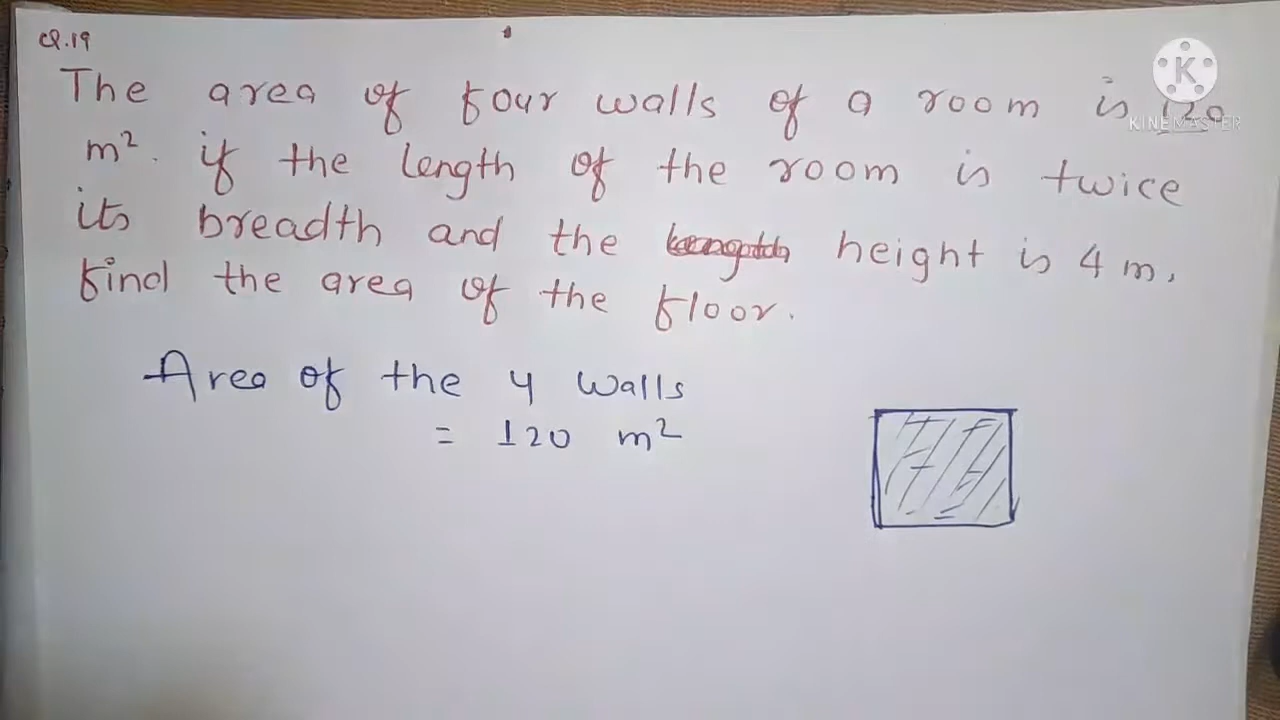 Q.19
The area of four walls of a room is 120
m². if the length of the room is twice
its breadth and the height is 4 m,
find the area of the floor.
Area of the 4 walls
= 120 m²
K
KINEMASTER